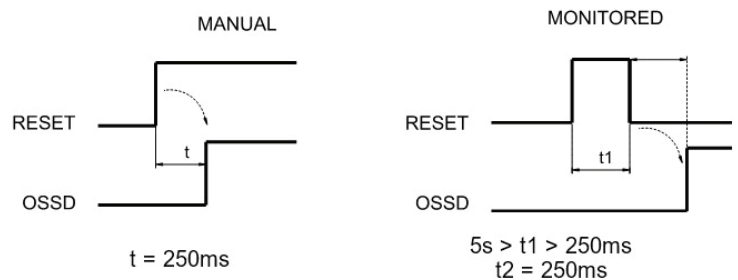 MANUAL
RESET
t
OSSD
t = 250ms
MONITORED
RESET
t1
OSSD
5s > t1 > 250ms
t2 = 250ms